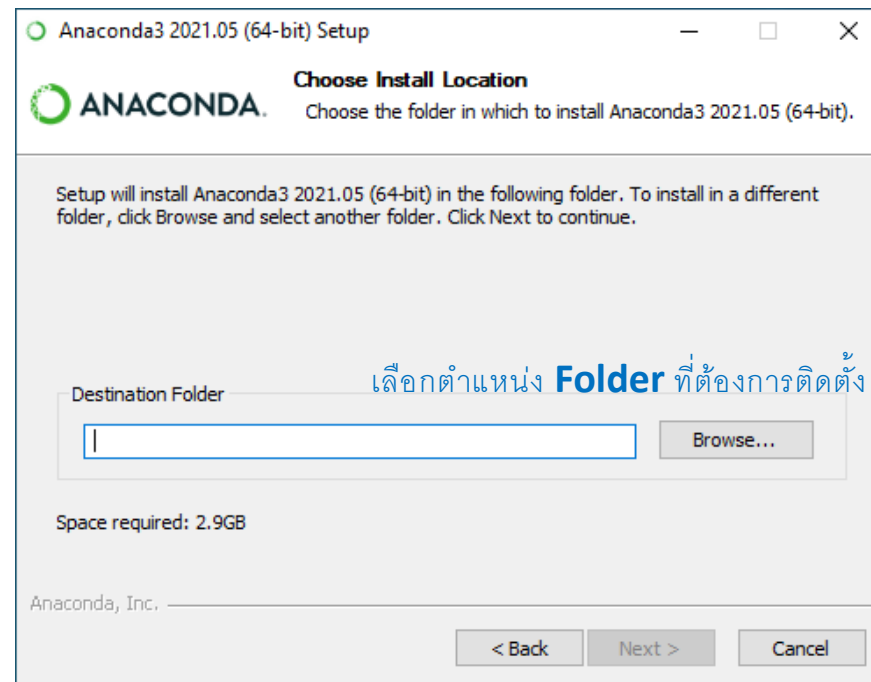 Anaconda3 2021.05 (64-bit) Setup
ANACONDA.
Choose Install Location
Choose the folder in which to install Anaconda3 2021.05 (64-bit).
Setup will install Anaconda3 2021.05 (64-bit) in the following folder. To install in a different
folder, click Browse and select another folder. Click Next to continue.
เลือกตำแหน่ง Folder ที่ต้องการติดตั้ง
Destination Folder
Browse...
Space required: 2.9GB
Anaconda, Inc.
< Back
Next >
Cancel